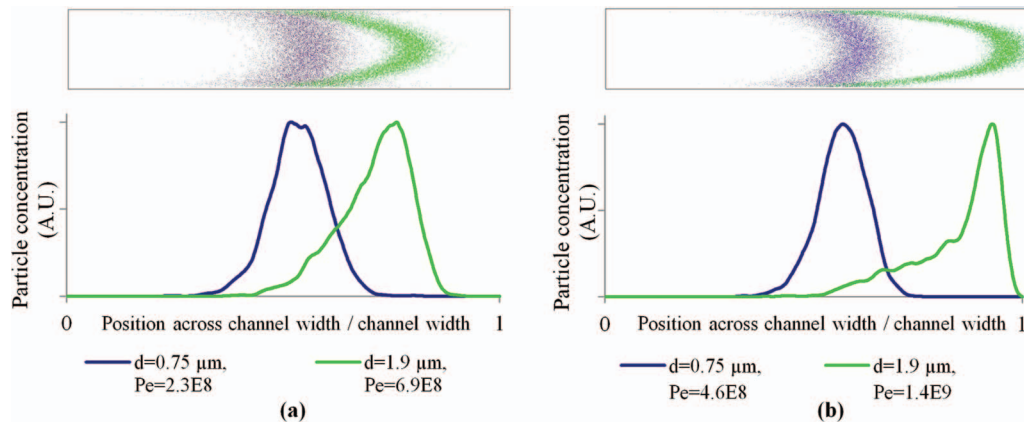 Particle concentration
(A.U.)
0
Position across channel width / channel width
1
d=0.75 µm,
Pe=2.3E8
d=1.9 µm,
Pe=6.9E8
(a)
Particle concentration
(A.U.)
0
Position across channel width / channel width
1
d=0.75 µm,
Pe=4.6E8
d=1.9 µm,
Pe=1.4E9
(b)